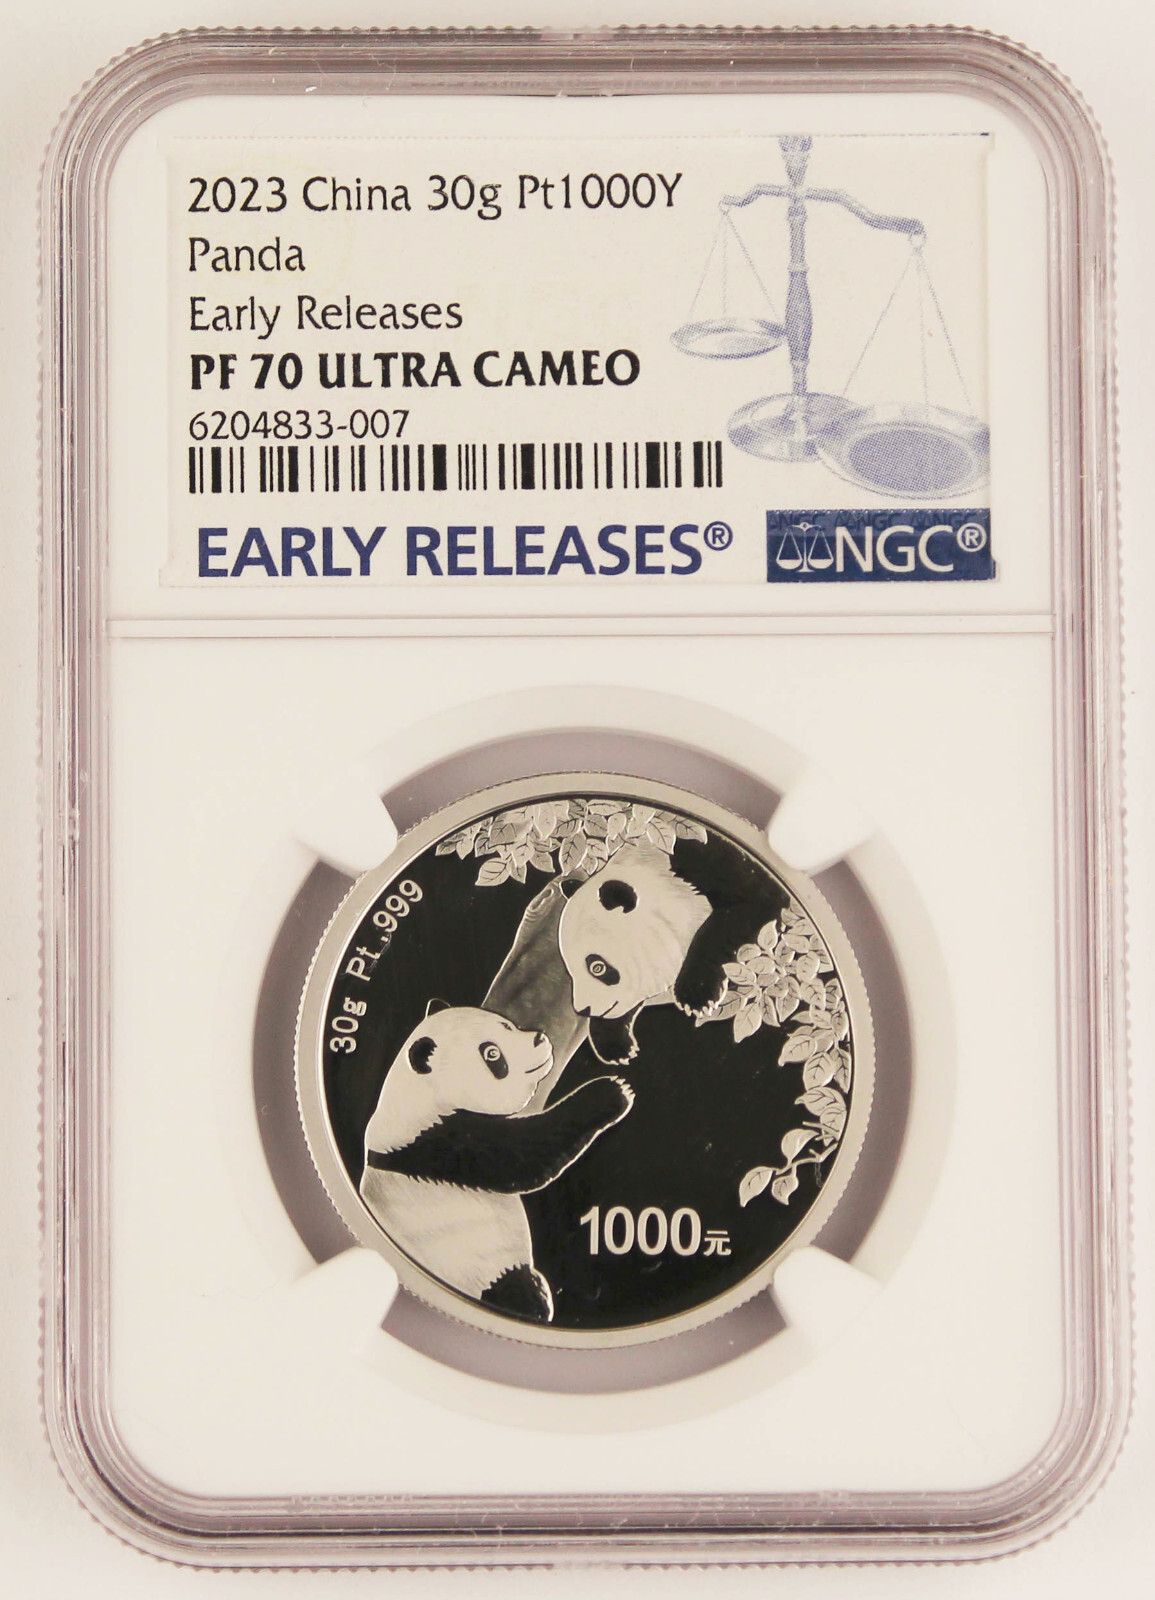 2023 China 30g Pt1000Y
Panda
Early Releases
PF 70 ULTRA CAMEO
6204833-007
EARLY RELEASES®
NGC®
30g Pt .999
1000元